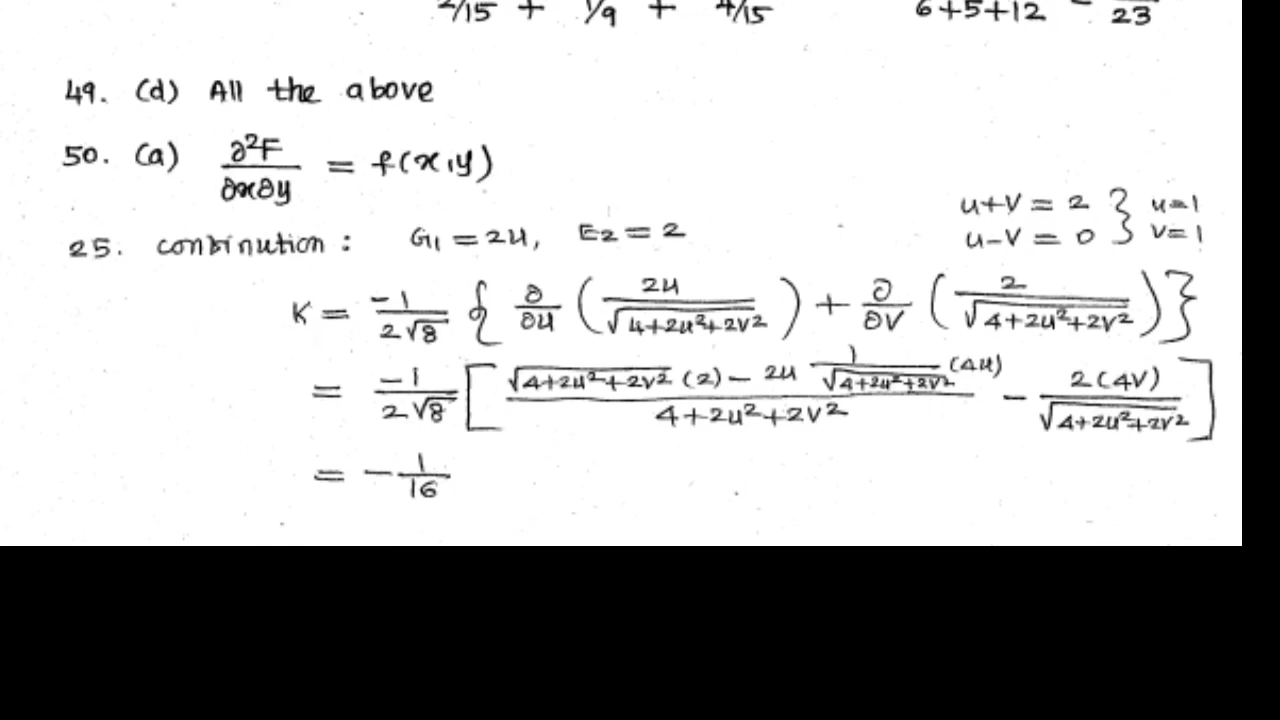 2/15 + 1/9 + 4/15 6+5+12 - 23
49. (d) All the above
50. (a) ∂²F/∂x∂y = f(x,y)
u+v = 2 } u=1
25. conbinution : G1 = 2u, E2 = 2 u-v = 0 } v=1
K = -1/2√8 { ∂/∂u ( 2u/√4+2u²+2v² ) + ∂/∂v ( 2/√4+2u²+2v² ) }
= -1/2√8 [ √4+2u²+2v² (2) - 2u 1/√4+2u²+2v² (4u) / 4+2u²+2v² - 2(4v)/√4+2u²+2v² ]
= -1/16